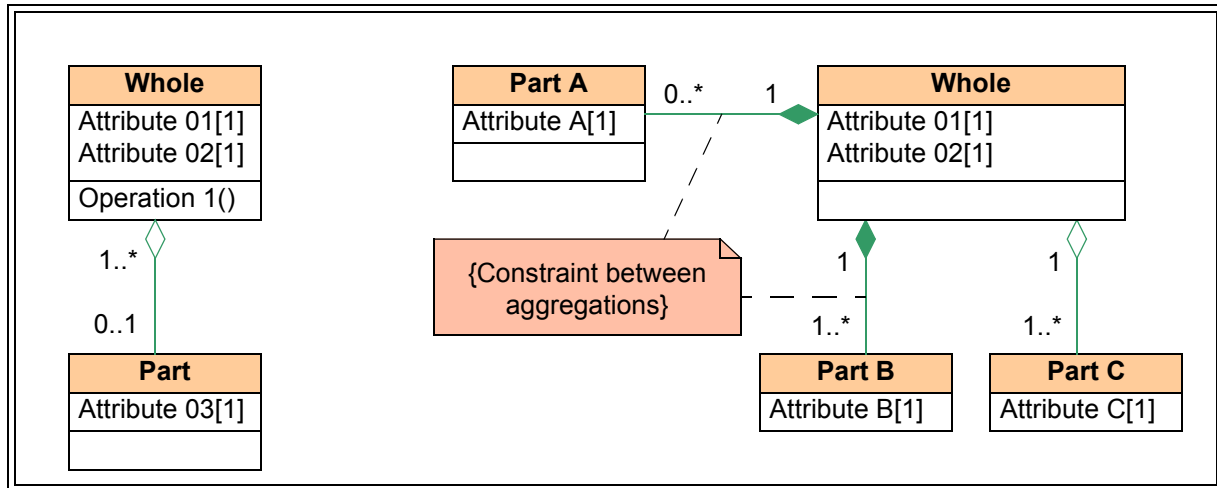 Whole
Attribute 01[1]
Attribute 02[1]
Operation 1()
1..*
0..1
Part
Attribute 03[1]
Part A
Attribute A[1]
0..*
1
Whole
Attribute 01[1]
Attribute 02[1]
{Constraint between
aggregations}
1
1..*
1
1..*
Part B
Attribute B[1]
Part C
Attribute C[1]